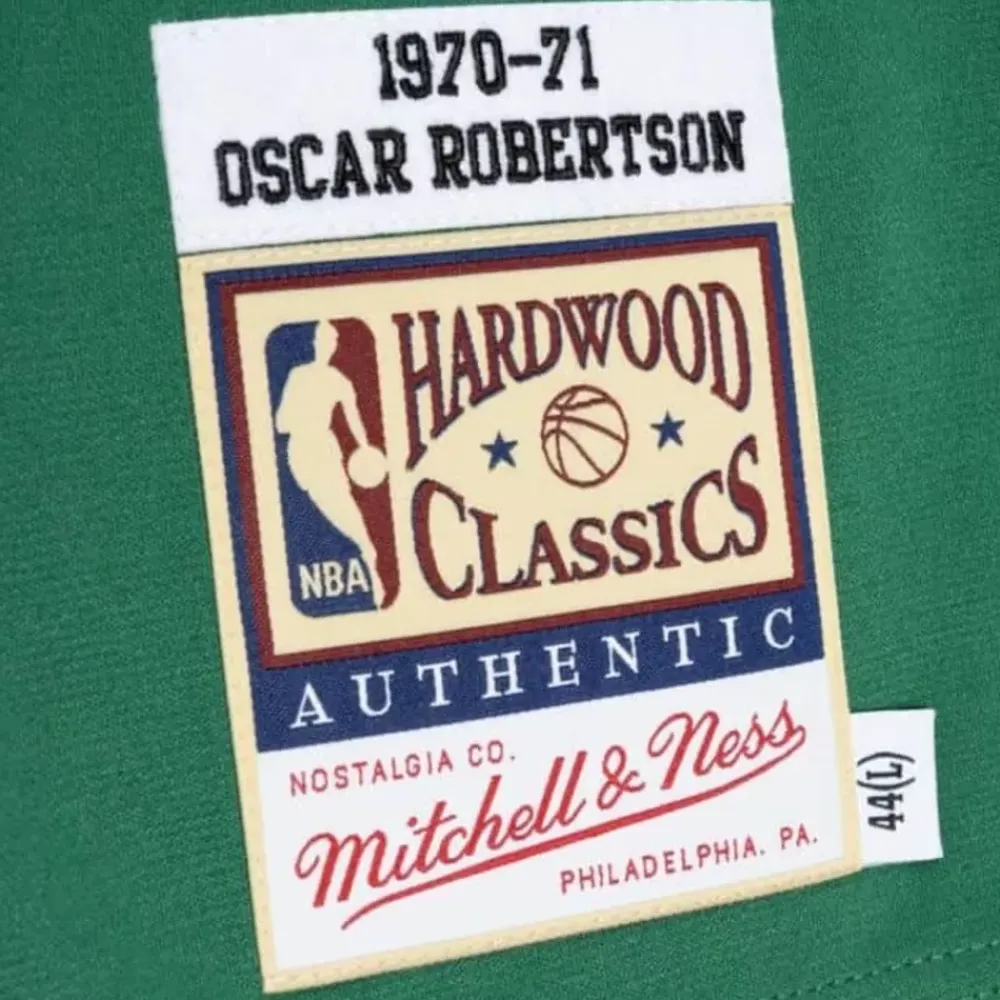 1970-71
OSCAR ROBERTSON
HARDWOOD
CLASSICS
NBA
AUTHENTIC
NOSTALGIA CO.
Mitchell & Ness
PHILADELPHIA. PA.
44(L)